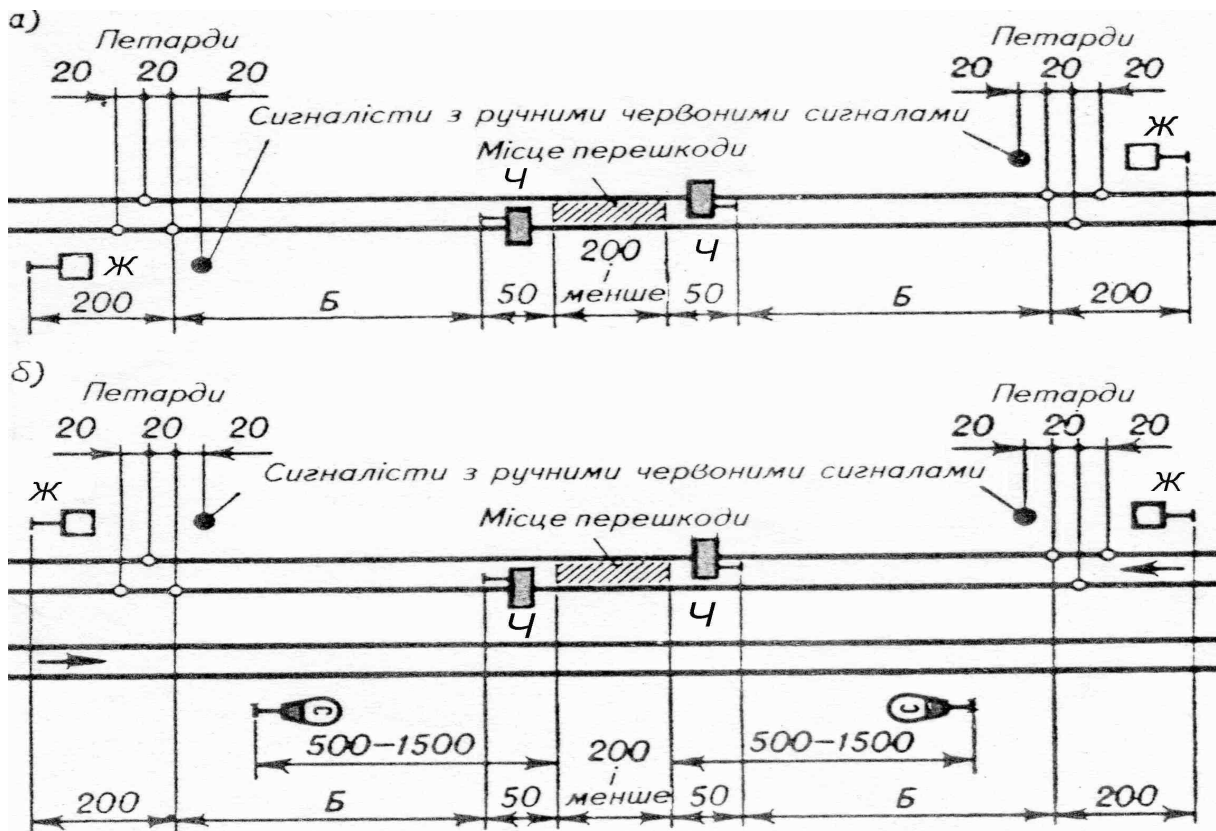 а)
Петарди Петарди
20 20 20 20 20 20
Сигналісти з ручними червоними сигналами
Ж
Місце перешкоди
Ч
Ж
Ч
200 Б 50 200 і менше 50 Б 200
б)
Петарди Петарди
20 20 20 20 20 20
Сигналісти з ручними червоними сигналами
Ж Ж
Місце перешкоди
Ч Ч
С С
500-1500 500-1500
200 Б 50 200 і менше 50 Б 200